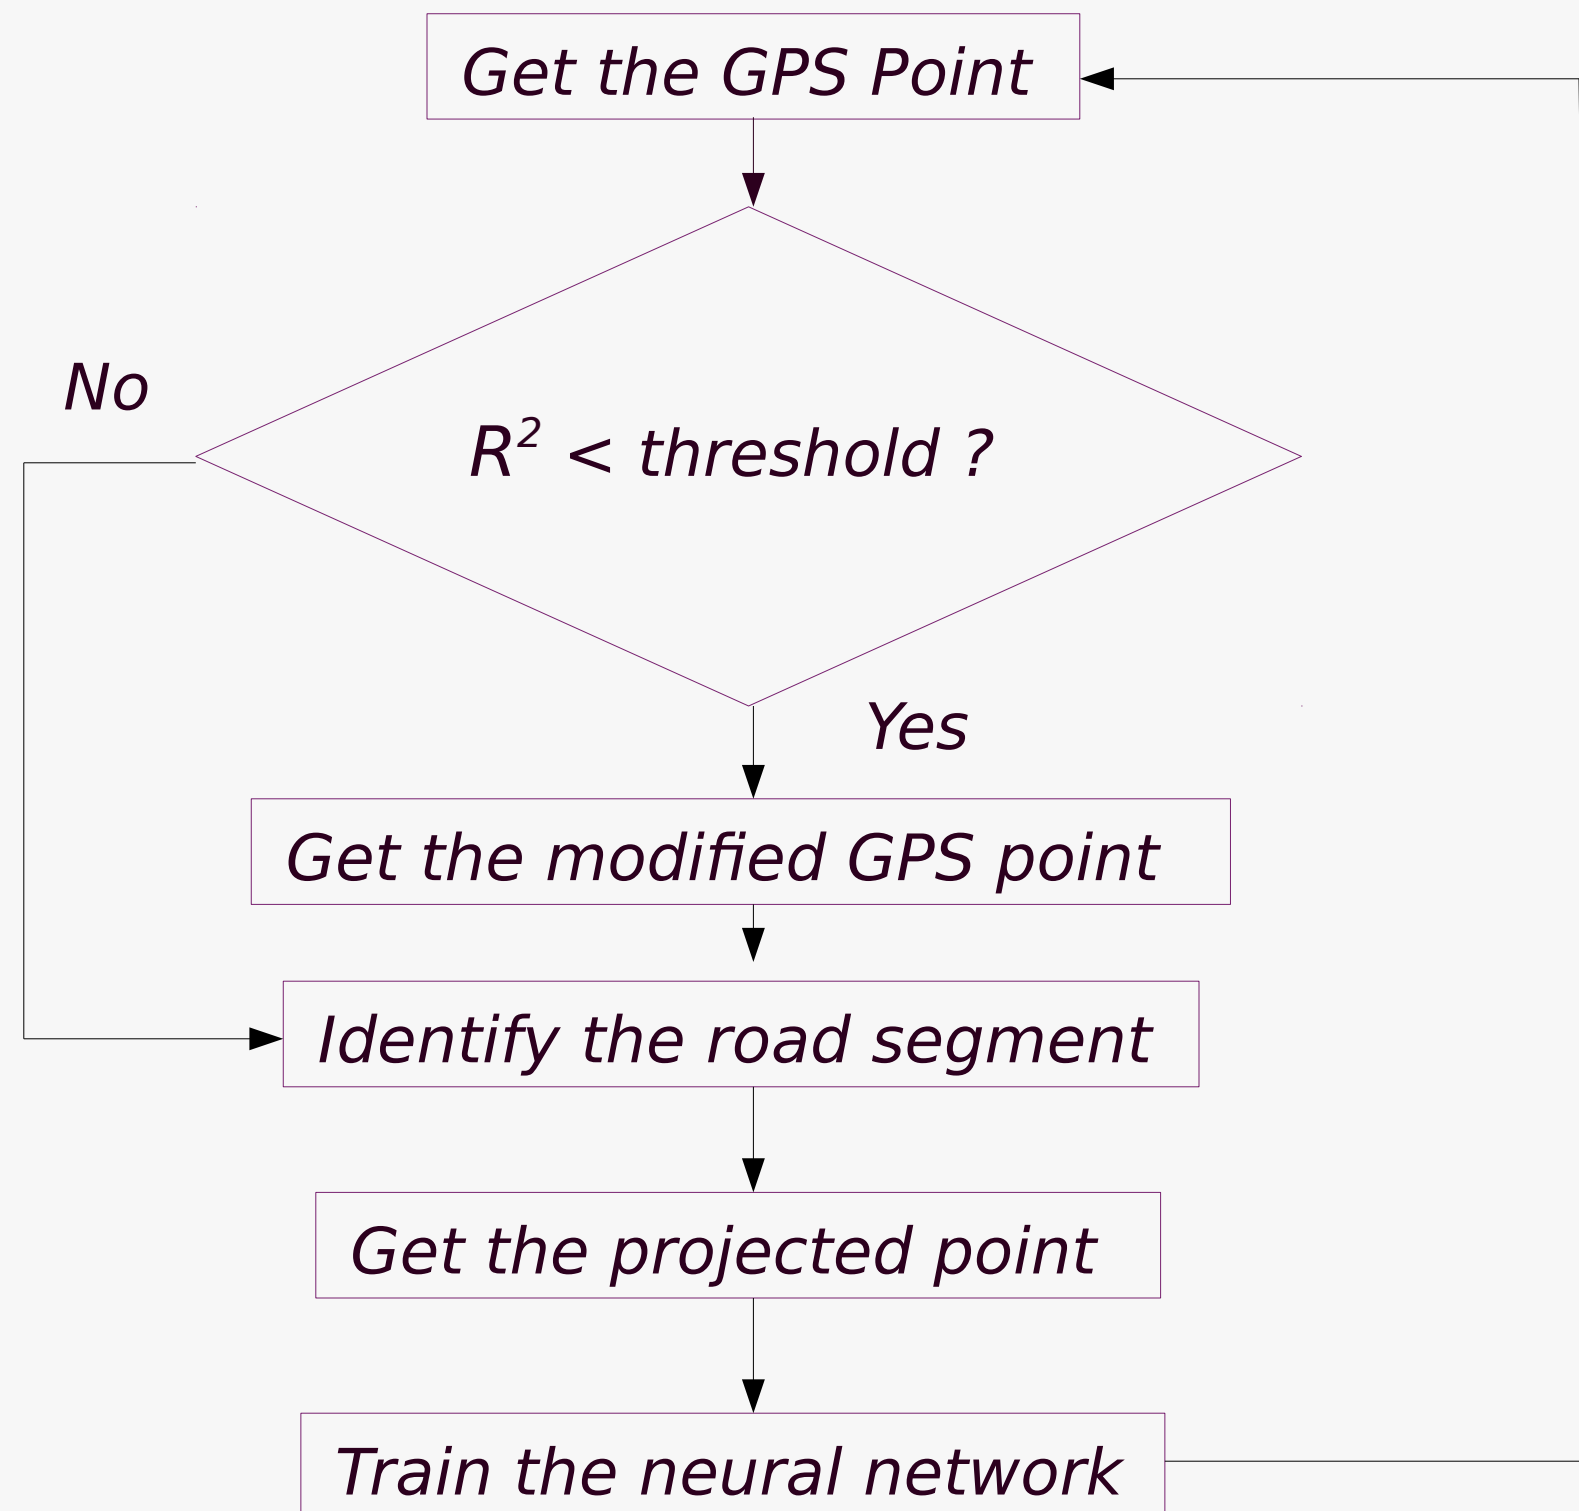 Get the GPS Point
No
R² < threshold ?
Yes
Get the modified GPS point
Identify the road segment
Get the projected point
Train the neural network